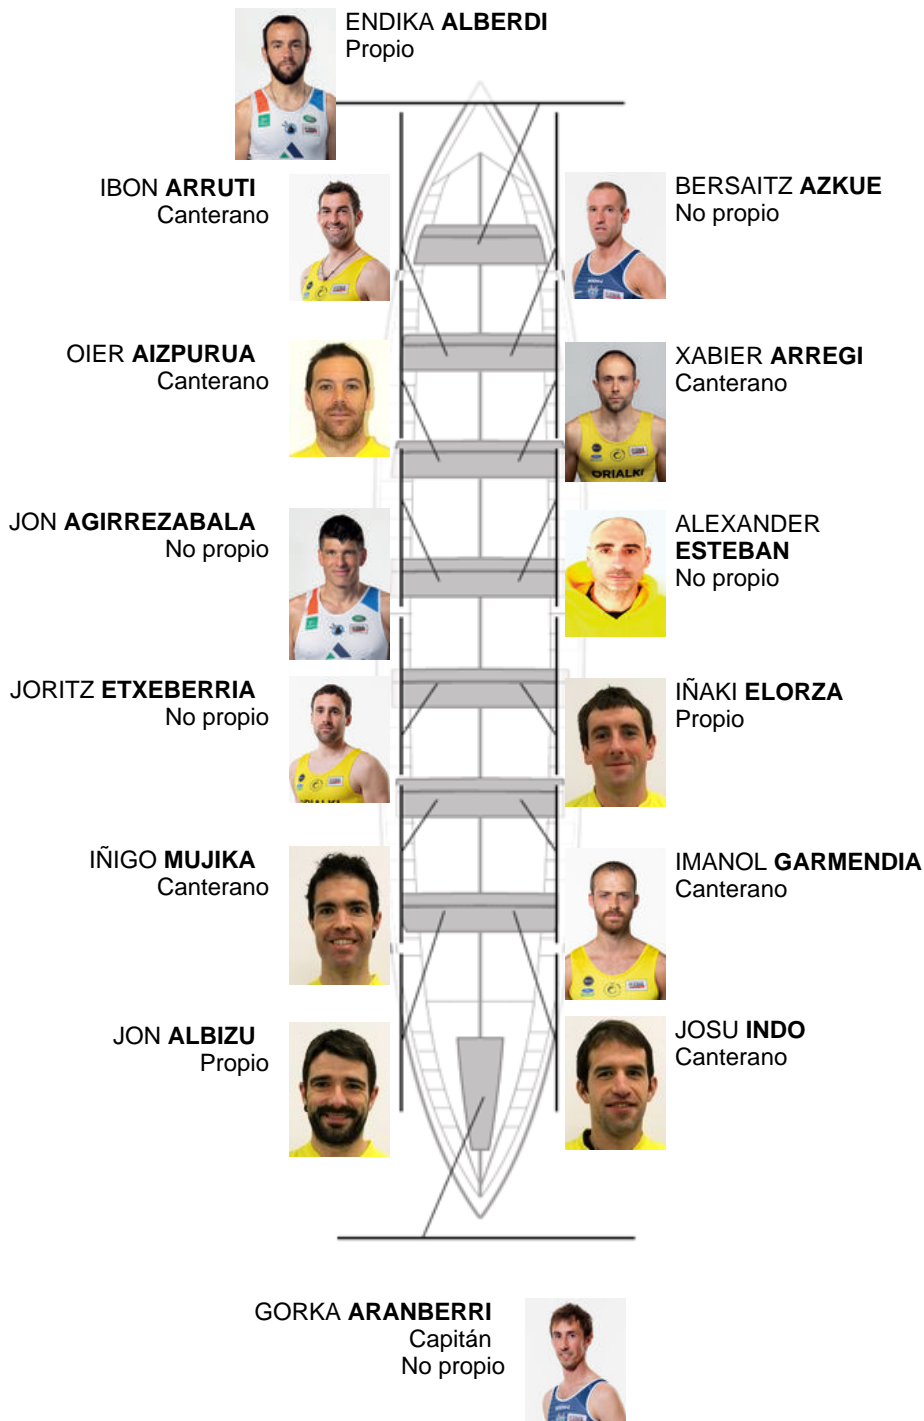 ENDIKA ALBERDI
Propio
IBON ARRUTI
Canterano
BERSAITZ AZKUE
No propio
OIER AIZPURUA
Canterano
XABIER ARREGI
Canterano
ORIALKI
JON AGIRREZABALA
No propio
ALEXANDER
ESTEBAN
No propio
JORITZ ETXEBERRIA
No propio
IÑAKI ELORZA
Propio
IÑIGO MUJIKA
Canterano
IMANOL GARMENDIA
Canterano
JON ALBIZU
Propio
JOSU INDO
Canterano
GORKA ARANBERRI
Capitán
No propio